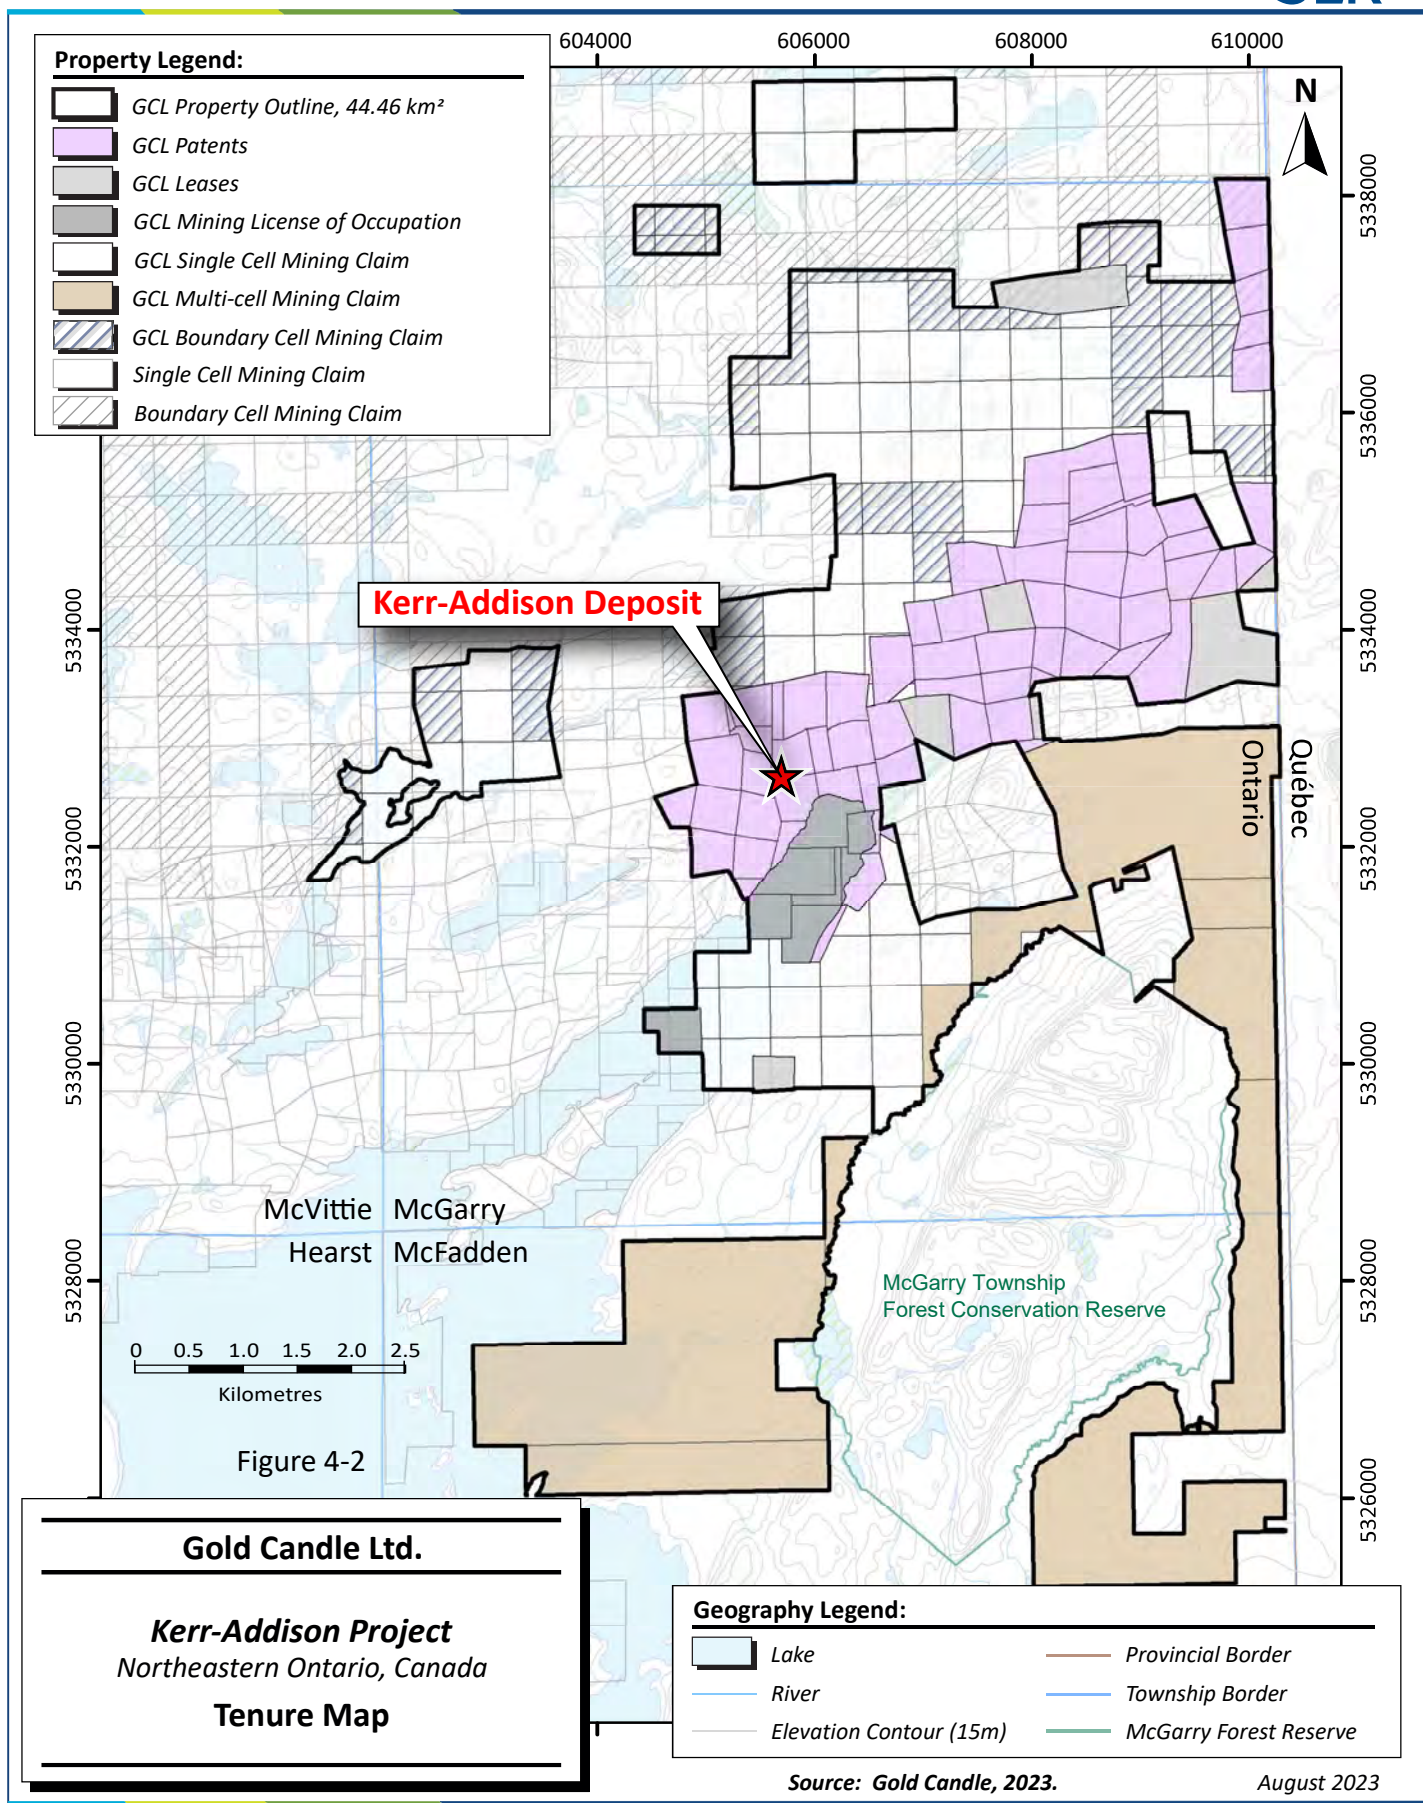 604000
606000
608000
610000
Property Legend:
GCL Property Outline, 44.46 km²
GCL Patents
GCL Leases
GCL Mining License of Occupation
GCL Single Cell Mining Claim
GCL Multi-cell Mining Claim
GCL Boundary Cell Mining Claim
Single Cell Mining Claim
Boundary Cell Mining Claim
N
5338000
5336000
5334000
5332000
5330000
5328000
5326000
5334000
5332000
5330000
5328000
Kerr-Addison Deposit
Ontario
Québec
McVittie
McGarry
Hearst
McFadden
McGarry Township
Forest Conservation Reserve
0 0.5 1.0 1.5 2.0 2.5
Kilometres
Figure 4-2
Gold Candle Ltd.
Kerr-Addison Project
Northeastern Ontario, Canada
Tenure Map
Geography Legend:
Lake
River
Elevation Contour (15m)
Provincial Border
Township Border
McGarry Forest Reserve
Source: Gold Candle, 2023.
August 2023